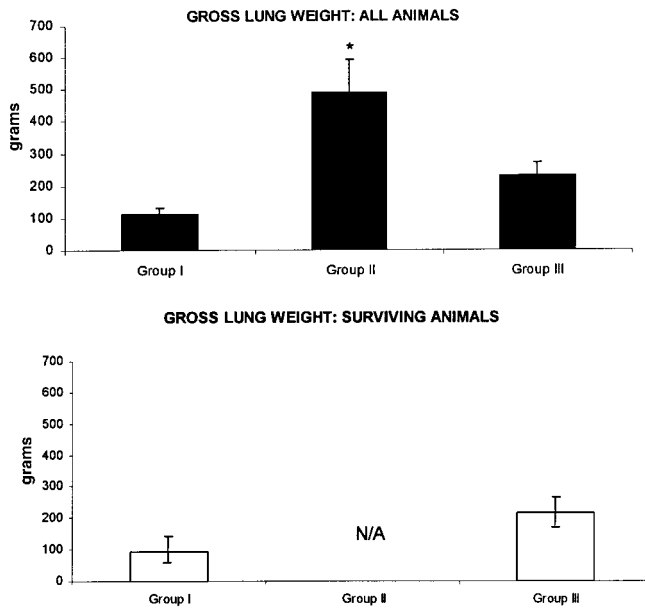 GROSS LUNG WEIGHT: ALL ANIMALS
700
600
500
400
300
200
100
0
grams
*
Group I
Group II
Group III
GROSS LUNG WEIGHT: SURVIVING ANIMALS
700
600
500
400
300
200
100
0
grams
N/A
Group I
Group II
Group III